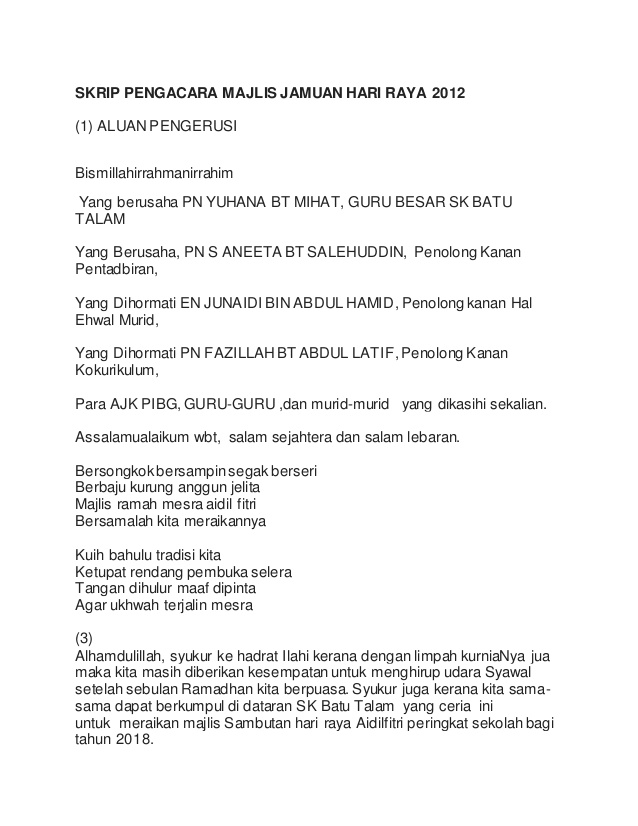 SKRIP PENGACARA MAJLIS JAMUAN HARI RAYA 2012
(1) ALUAN PENGERUSI
Bismillahirrahmanirrahim
Yang berusaha PN YUHANA BT MIHAT, GURU BESAR SK BATU
TALAM
Yang Berusaha, PN S ANEETA BT SALEHUDDIN, Penolong Kanan
Pentadbiran,
Yang Dihormati EN JUNAIDI BIN ABDUL HAMID, Penolong kanan Hal
Ehwal Murid,
Yang Dihormati PN FAZILLAH BT ABDUL LATIF, Penolong Kanan
Kokurikulum,
Para AJK PIBG, GURU-GURU ,dan murid-murid yang dikasihi sekalian.
Assalamualaikum wbt, salam sejahtera dan salam lebaran.
Bersongkok bersampin segak berseri
Berbaju kurung anggun jelita
Majlis ramah mesra aidil fitri
Bersamalah kita meraikannya
Kuih bahulu tradisi kita
Ketupat rendang pembuka selera
Tangan dihulur maaf dipinta
Agar ukhwah terjalin mesra
(3)
Alhamdulillah, syukur ke hadrat Ilahi kerana dengan limpah kurniaNya jua
maka kita masih diberikan kesempatan untuk menghirup udara Syawal
setelah sebulan Ramadhan kita berpuasa. Syukur juga kerana kita sama-
sama dapat berkumpul di dataran SK Batu Talam yang ceria ini
untuk meraikan majlis Sambutan hari raya Aidilfitri peringkat sekolah bagi
tahun 2018.